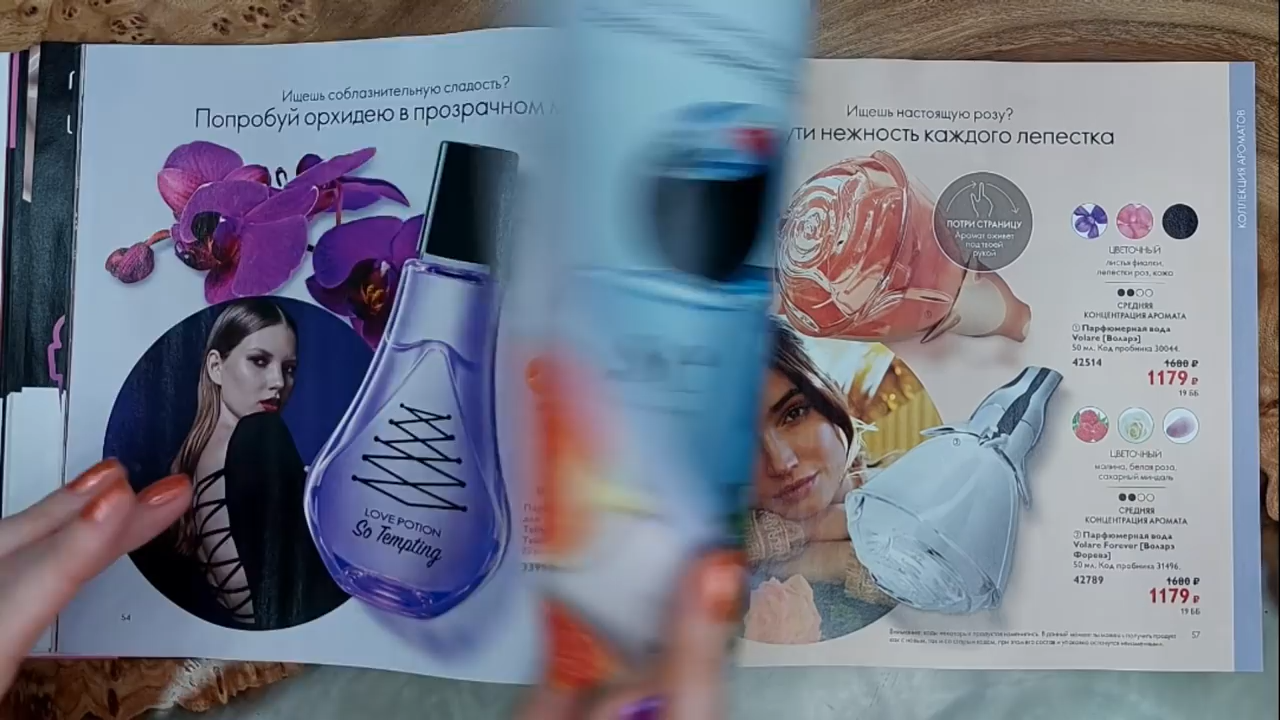 Ищешь соблазнительную сладость?
Попробуй орхидею в прозрачном
LOVE POTION
So Tempting
54
Ищешь настоящую розу?
нежность каждого лепестка
ПОТРИ СТРАНИЦУ
Аромат оживет
под твоей
рукой
КОЛЛЕКЦИЯ АРОМАТОВ
ЦВЕТОЧНЫЙ
листья фиалки,
лепестки роз, кожа
СРЕДНЯЯ
КОНЦЕНТРАЦИЯ АРОМАТА
① Парфюмерная вода
Volare [Воларэ]
50 мл. Код пробника 30044.
42514 1600 ₽
1179 ₽
19 ББ
ЦВЕТОЧНЫЙ
малина, белая роза,
сахарный миндаль
СРЕДНЯЯ
КОНЦЕНТРАЦИЯ АРОМАТА
② Парфюмерная вода
Volare Forever [Воларэ
Форевэ]
50 мл. Код пробника 31496.
42789 1600 ₽
1179 ₽
19 ББ
57